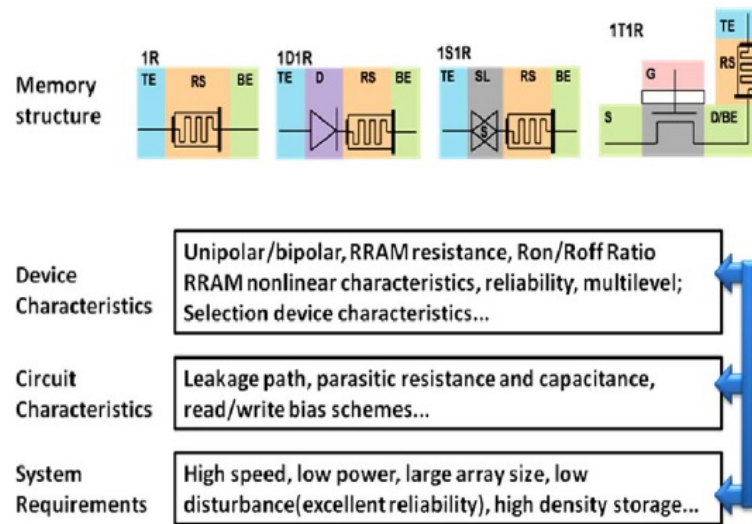 1R
1D1R
1S1R
1T1R
TE RS BE
TE D RS BE
TE SL RS BE
S
G
S D/BE
TE
RS
Memory
structure
Device
Characteristics
Unipolar/bipolar, RRAM resistance, Ron/Roff Ratio
RRAM nonlinear characteristics, reliability, multilevel;
Selection device characteristics...
Circuit
Characteristics
Leakage path, parasitic resistance and capacitance,
read/write bias schemes...
System
Requirements
High speed, low power, large array size, low
disturbance(excellent reliability), high density storage...